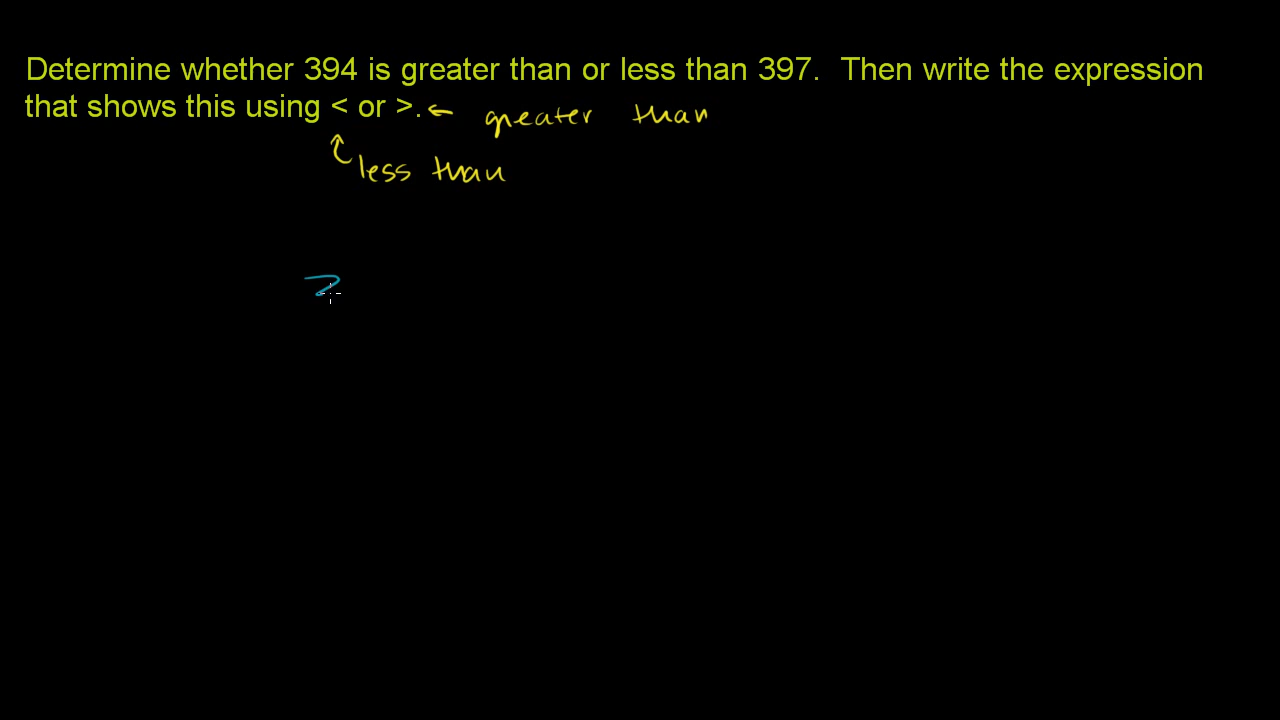 Determine whether 394 is greater than or less than 397. Then write the expression
that shows this using < or >. ← greater than
less than